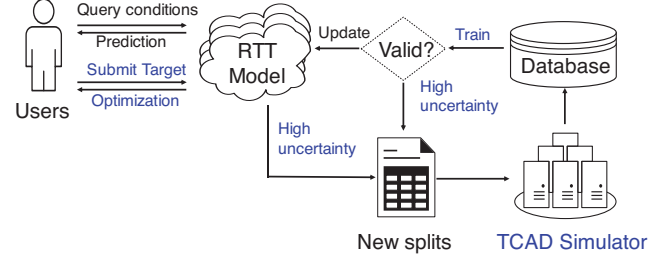 Query conditions
Prediction
Submit Target
Optimization
Users
RTT
Model
Update
Valid?
Train
Database
High
uncertainty
High
uncertainty
New splits
TCAD Simulator